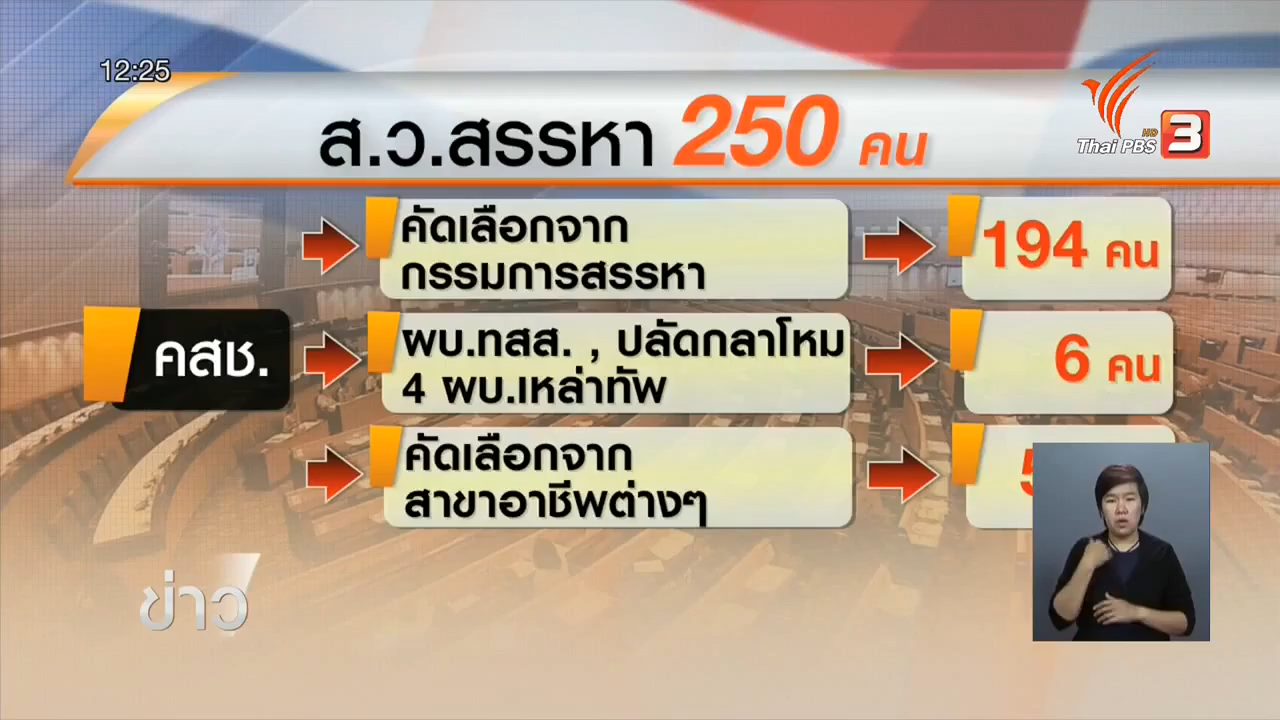 12:25
ส.ว.สรรหา 250 คน
HD
Thai PBS 3
คัดเลือกจาก
กรรมการสรรหา
194 คน
คสช.
ผบ.ทสส. , ปลัดกลาโหม
4 ผบ.เหล่าทัพ
6 คน
คัดเลือกจาก
สาขาอาชีพต่างๆ
ข่าว